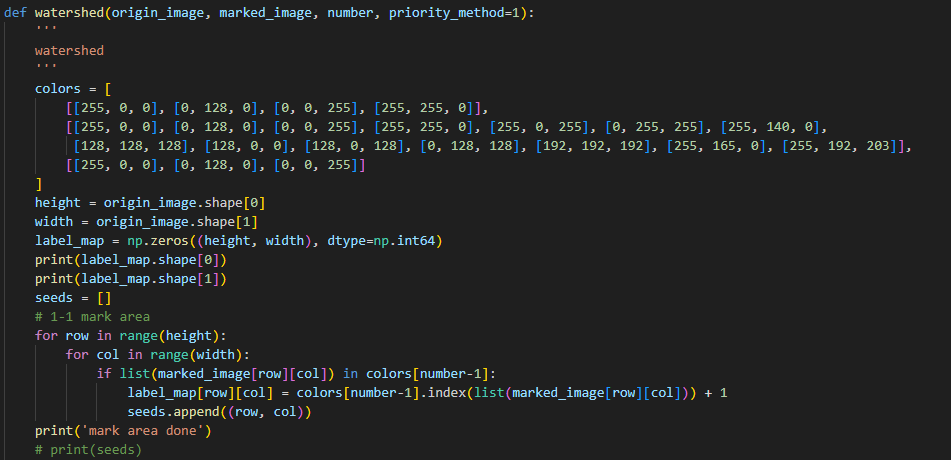 def watershed(origin_image, marked_image, number, priority_method=1):
    '''
    watershed
    '''
    colors = [
        [[255, 0, 0], [0, 128, 0], [0, 0, 255], [255, 255, 0]],
        [[255, 0, 0], [0, 128, 0], [0, 0, 255], [255, 255, 0], [255, 0, 255], [0, 255, 255], [255, 140, 0],
         [128, 128, 128], [128, 0, 0], [128, 0, 128], [0, 128, 128], [192, 192, 192], [255, 165, 0], [255, 192, 203]],
        [[255, 0, 0], [0, 128, 0], [0, 0, 255]]
    ]
    height = origin_image.shape[0]
    width = origin_image.shape[1]
    label_map = np.zeros((height, width), dtype=np.int64)
    print(label_map.shape[0])
    print(label_map.shape[1])
    seeds = []
    # 1-1 mark area
    for row in range(height):
        for col in range(width):
            if list(marked_image[row][col]) in colors[number-1]:
                label_map[row][col] = colors[number-1].index(list(marked_image[row][col])) + 1
                seeds.append((row, col))
    print('mark area done')
    # print(seeds)